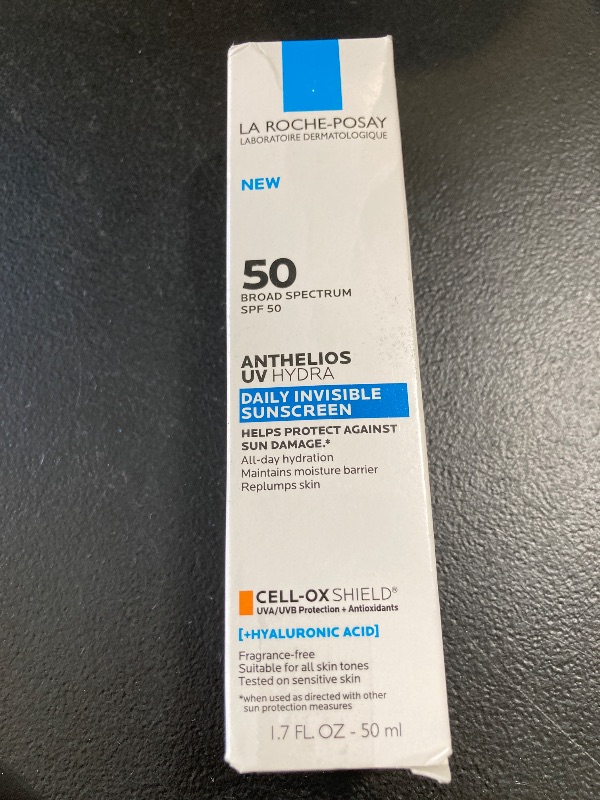 LA ROCHE-POSAY
LABORATOIRE DERMATOLOGIQUE
NEW
50
BROAD SPECTRUM
SPF 50
ANTHELIOS
UV HYDRA
DAILY INVISIBLE
SUNSCREEN
HELPS PROTECT AGAINST
SUN DAMAGE.*
All-day hydration
Maintains moisture barrier
Replumps skin
CELL-OX SHIELD®
UVA/UVB Protection + Antioxidants
[+HYALURONIC ACID]
Fragrance-free
Suitable for all skin tones
Tested on sensitive skin
*when used as directed with other
sun protection measures
1.7 FL. OZ - 50 ml